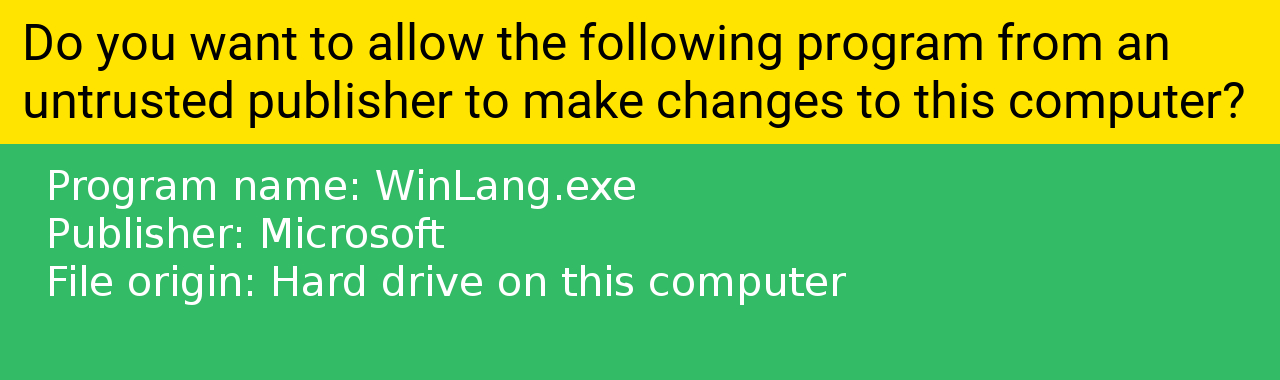 Do you want to allow the following program from an
untrusted publisher to make changes to this computer?
Program name: WinLang.exe
Publisher: Microsoft
File origin: Hard drive on this computer